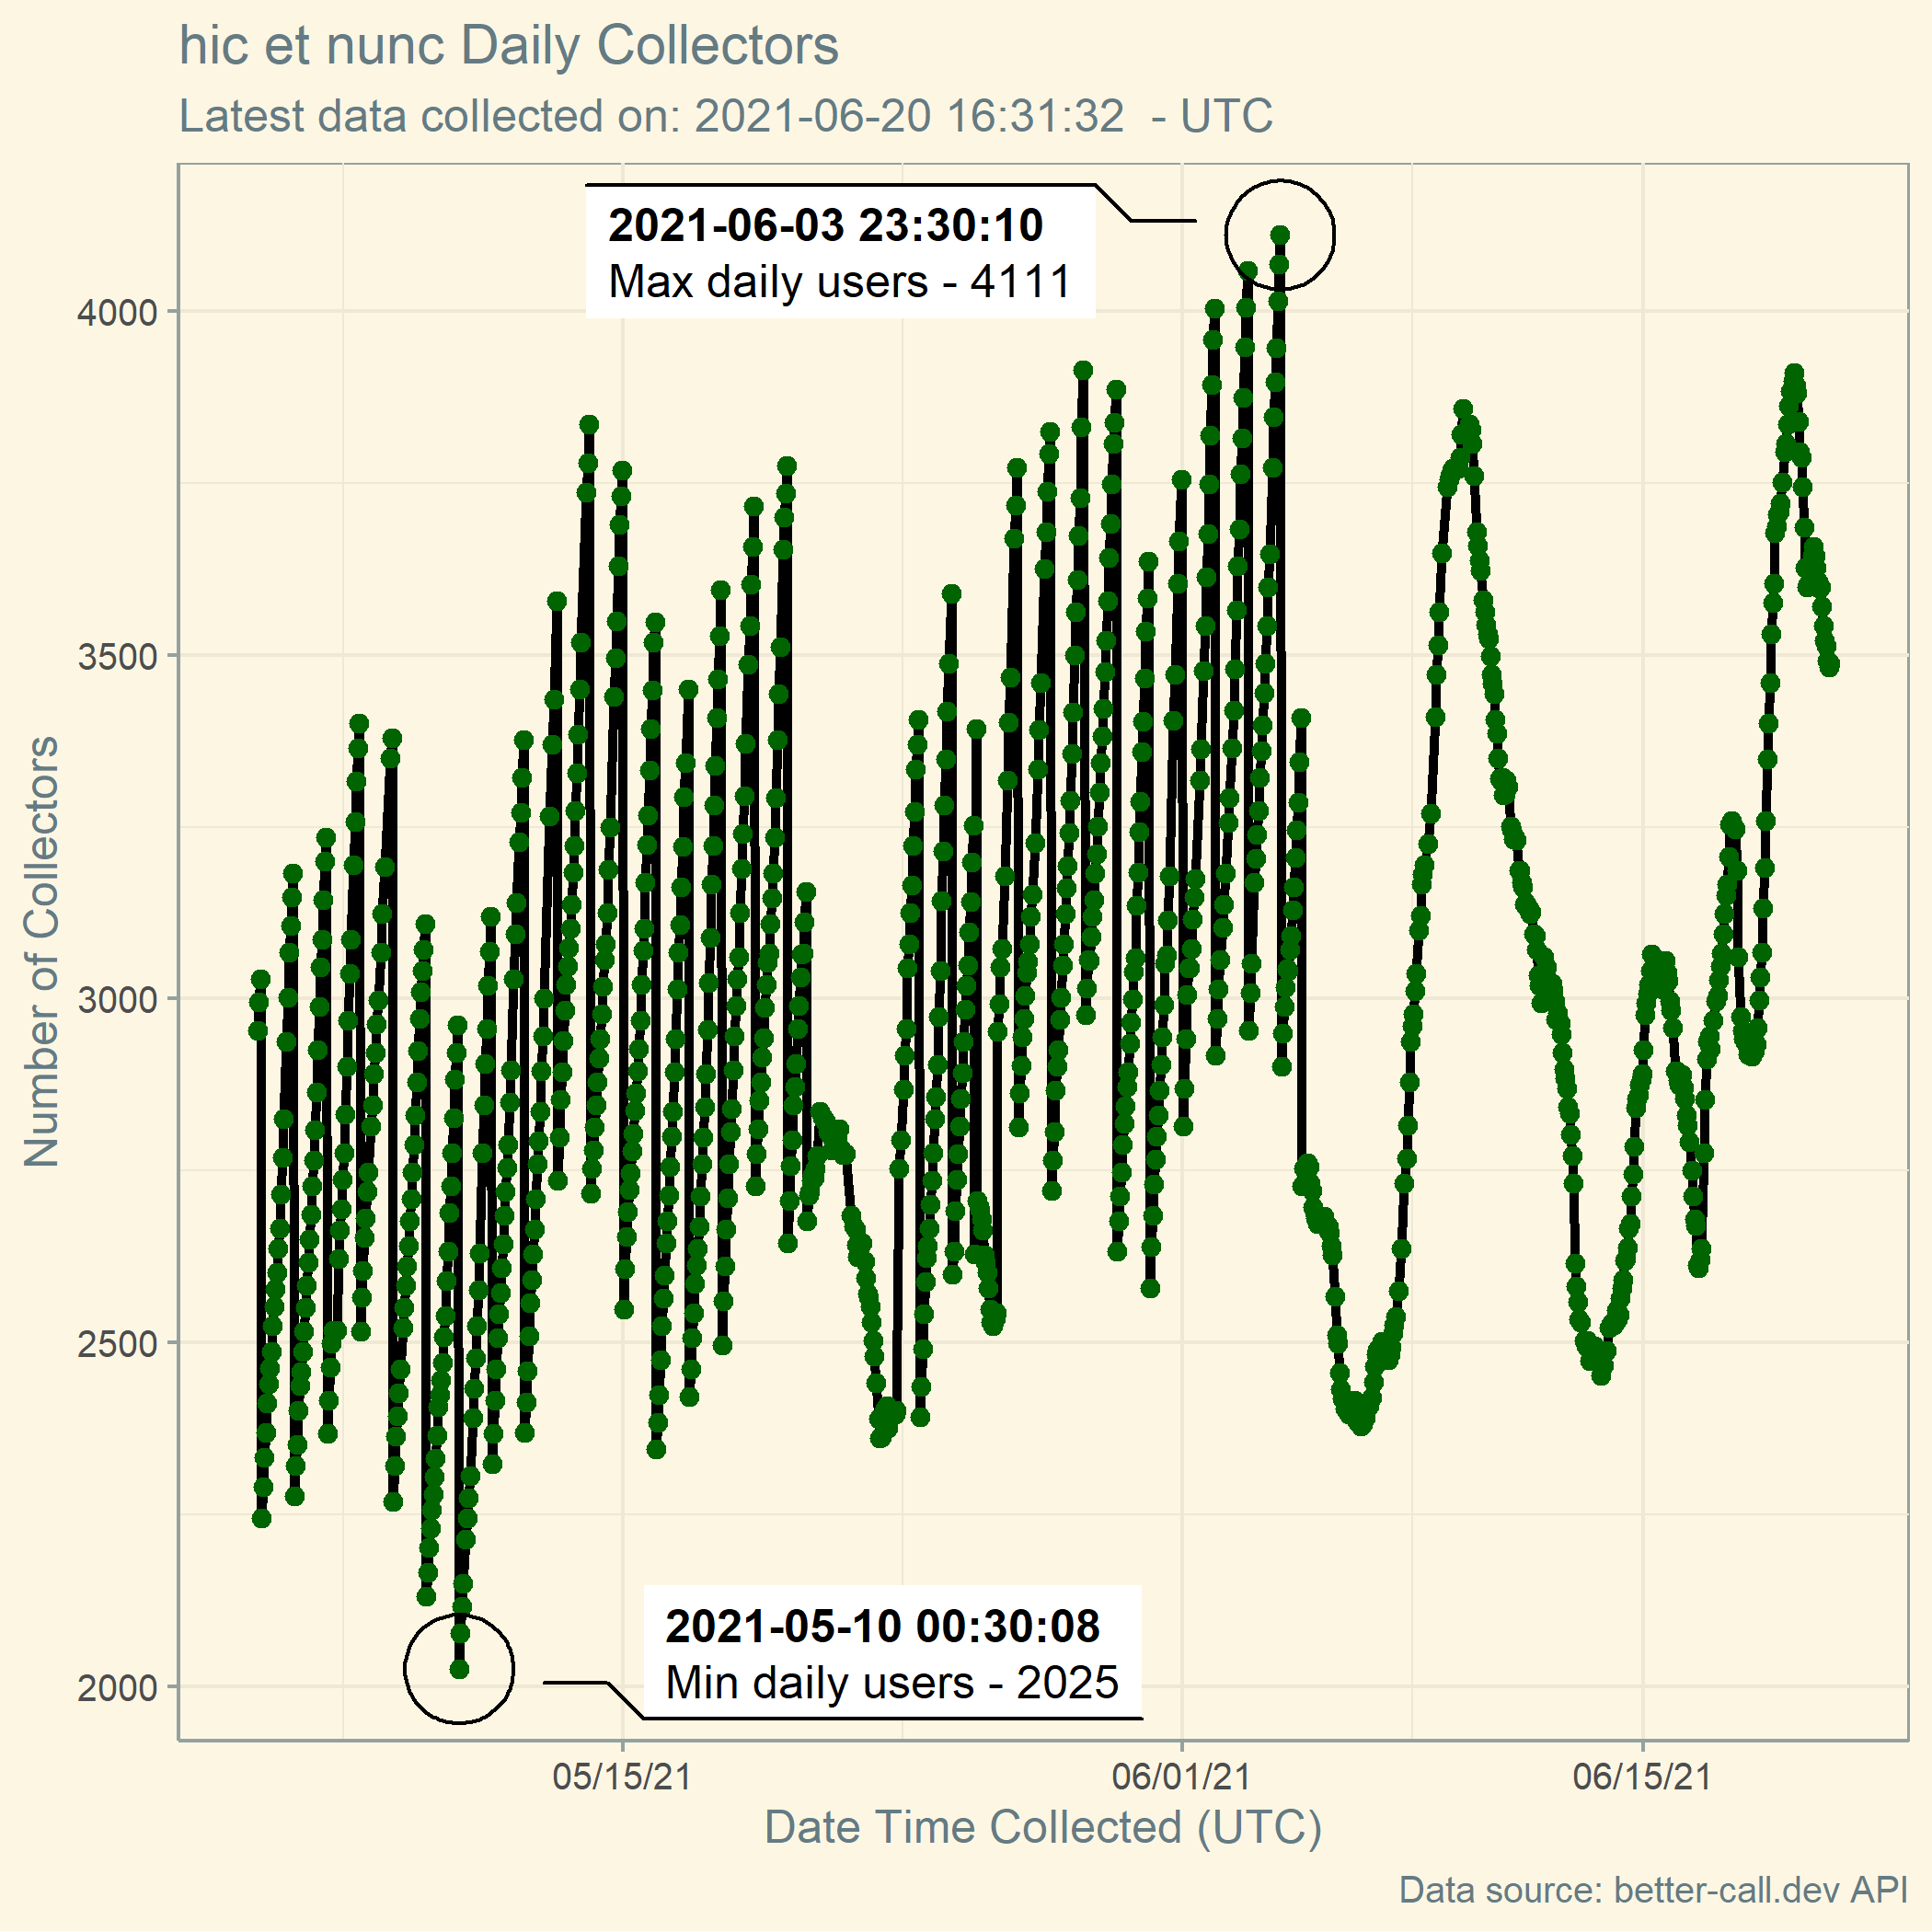 hic et nunc Daily Collectors
Latest data collected on: 2021-06-20 16:31:32  - UTC
2021-06-03 23:30:10
Max daily users - 4111
4000
3500
3000
2500
2000
Number of Collectors
2021-05-10 00:30:08
Min daily users - 2025
05/15/21
06/01/21
06/15/21
Date Time Collected (UTC)
Data source: better-call.dev API